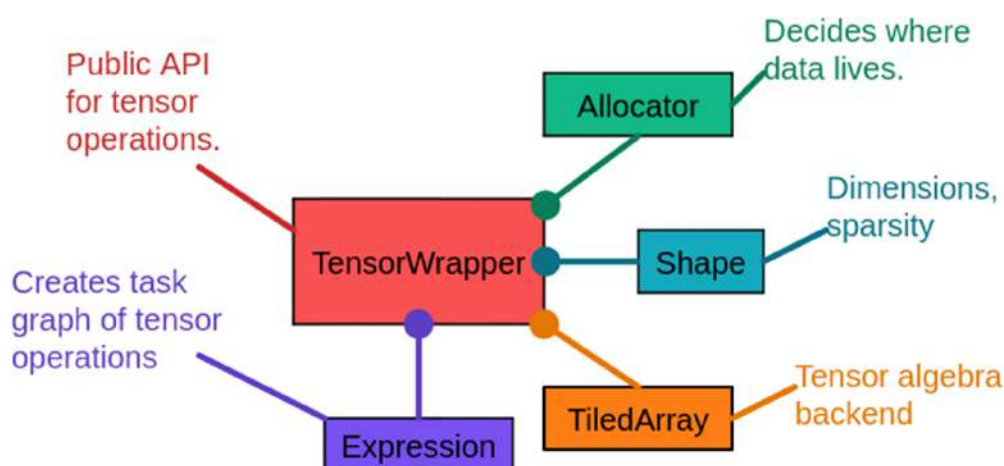 Public API
for tensor
operations.
Decides where
data lives.
Allocator
Dimensions,
sparsity
TensorWrapper
Shape
Creates task
graph of tensor
operations
Tensor algebra
backend
TiledArray
Expression